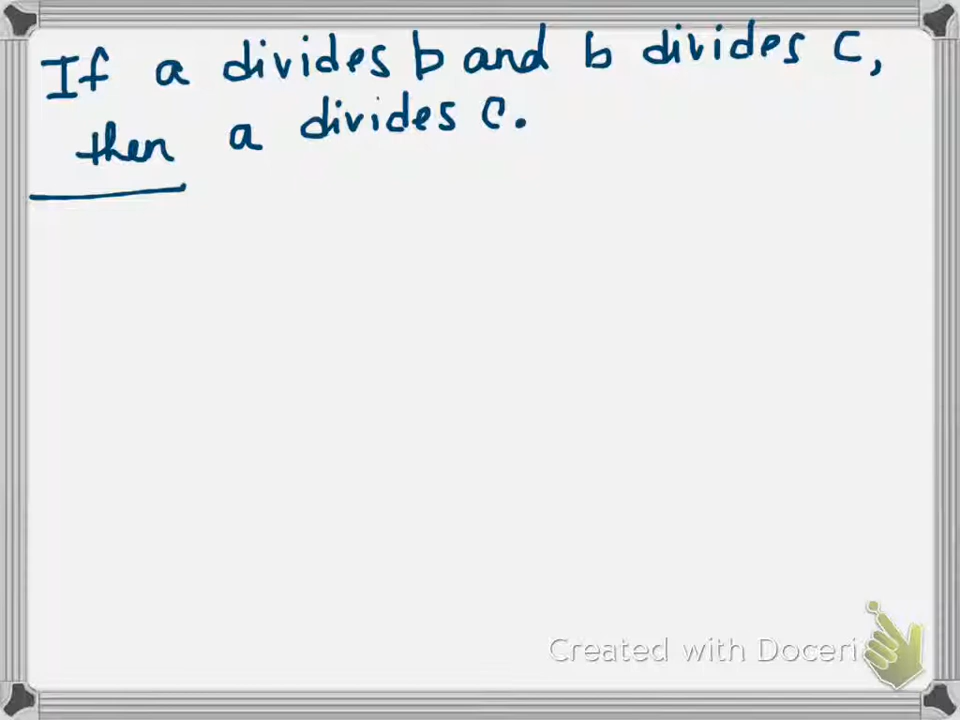 If a divides b and b divides c,
then a divides c.
Created with Doceri